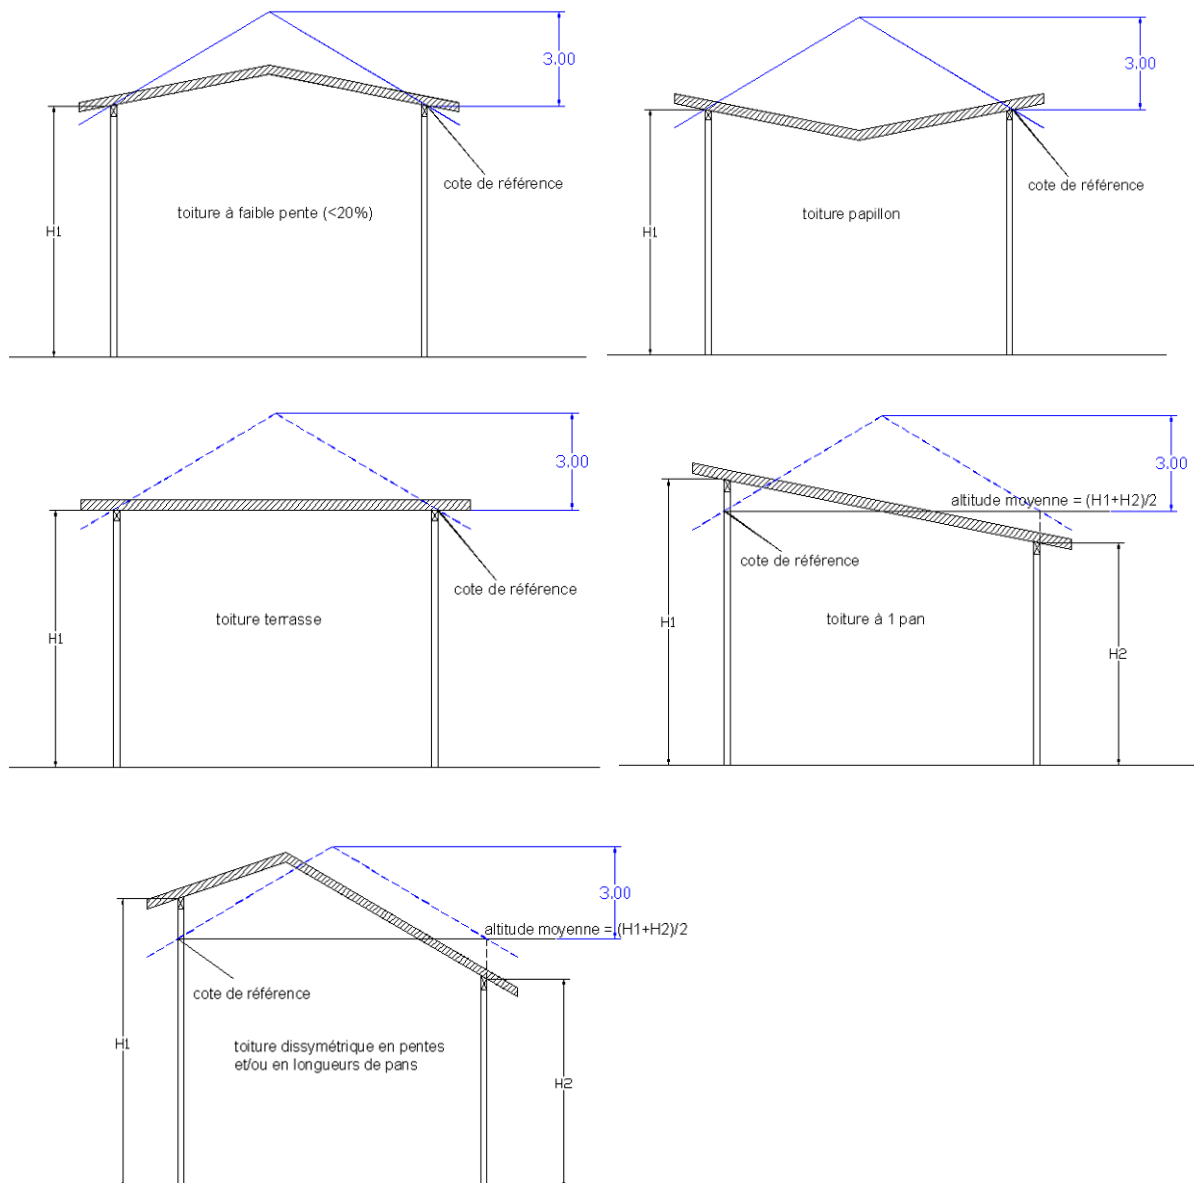 3.00
cote de référence
toiture à faible pente (<20%)
H1
3.00
cote de référence
toiture papillon
H1
3.00
cote de référence
toiture terrasse
H1
3.00
altitude moyenne = (H1+H2)/2
cote de référence
toiture à 1 pan
H1
H2
3.00
altitude moyenne = (H1+H2)/2
cote de référence
H1
toiture dissymétrique en pentes
et/ou en longueurs de pans
H2